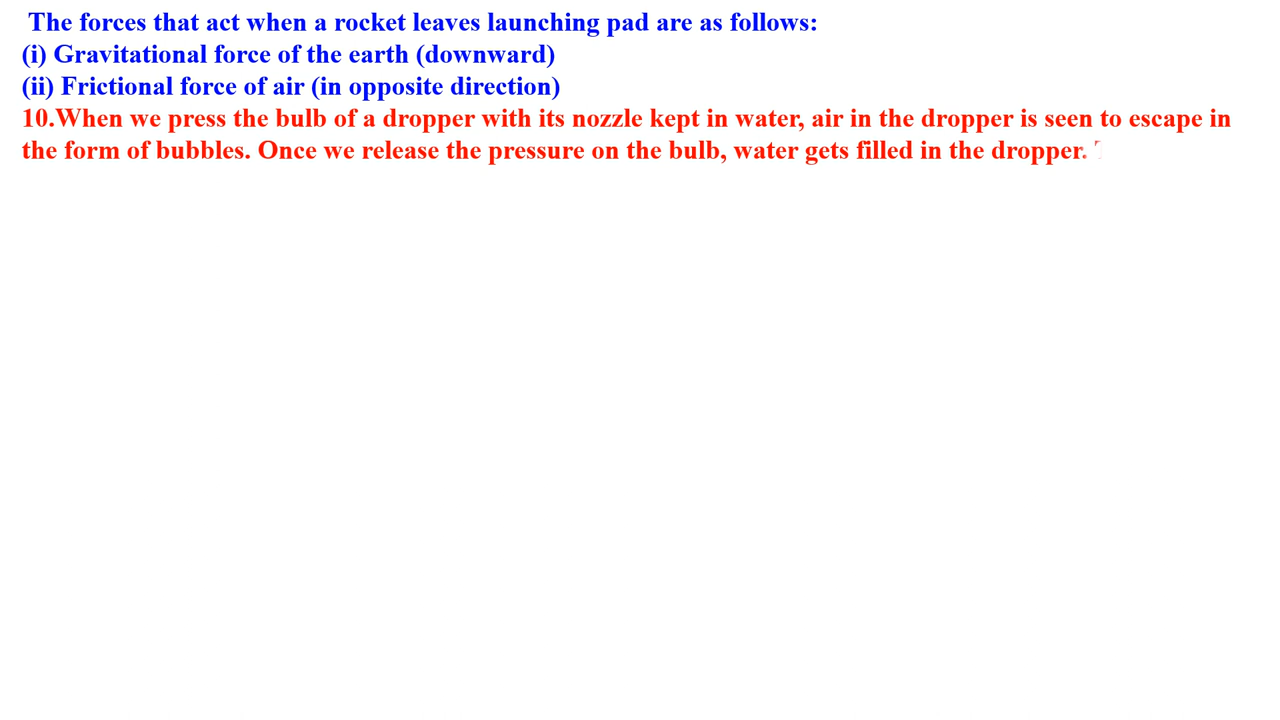 The forces that act when a rocket leaves launching pad are as follows:
(i) Gravitational force of the earth (downward)
(ii) Frictional force of air (in opposite direction)
10.When we press the bulb of a dropper with its nozzle kept in water, air in the dropper is seen to escape in
the form of bubbles. Once we release the pressure on the bulb, water gets filled in the dropper.